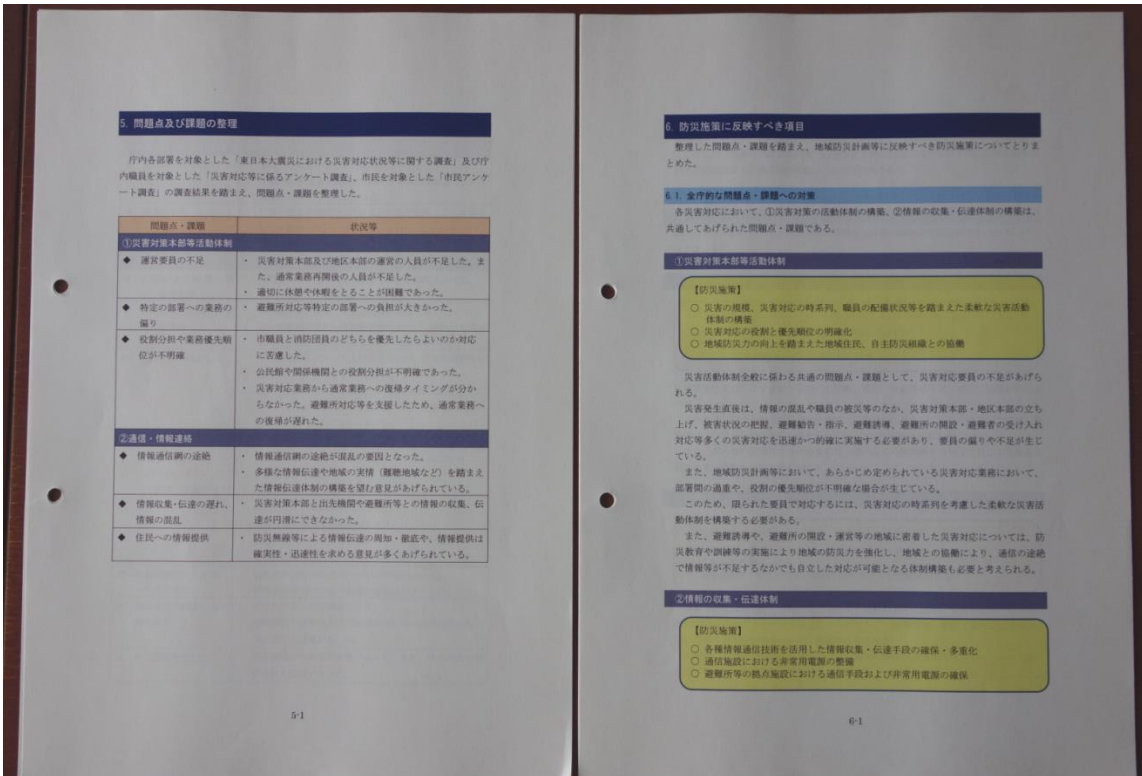 5. 問題点及び課題の整理
庁内各部署を対象とした「東日本大震災における災害対応状況等に関する調査」及び庁
内職員を対象とした「災害対応等に係るアンケート調査」、市民を対象とした「市民アンケ
ート調査」の調査結果を踏まえ、問題点・課題を整理した。
問題点・課題 状況等
①災害対策本部等活動体制
◆ 運営要員の不足
・ 災害対策本部及び地区本部の運営の人員が不足した。ま
た、通常業務再開後の人員が不足した。
・ 適切に休憩や休暇をとることが困難であった。
◆ 特定の部署への業務の
偏り
・ 避難所対応等特定の部署への負担が大きかった。
◆ 役割分担や業務優先順
位が不明確
・ 市職員と消防団員のどちらを優先したらよいのか対応
に苦慮した。
・ 公民館や関係機関との役割分担が不明確であった。
・ 災害対応業務から通常業務への復帰タイミングが分か
らなかった。避難所対応等を支援したため、通常業務へ
の復帰が遅れた。
②通信・情報連絡
◆ 情報通信網の途絶
・ 情報通信網の途絶が混乱の要因となった。
・ 多様な情報伝達や地域の実情（難聴地域など）を踏まえ
た情報伝達体制の構築を望む意見があげられている。
◆ 情報収集・伝達の遅れ、
情報の混乱
・ 災害対策本部と出先機関や避難所等との情報の収集、伝
達が円滑にできなかった。
◆ 住民への情報提供
・ 防災無線等による情報伝達の周知・徹底や、情報提供は
確実性・迅速性を求める意見が多くあげられている。
5-1
6. 防災施策に反映すべき項目
整理した問題点・課題を踏まえ、地域防災計画等に反映すべき防災施策についてとりま
とめた。
6.1. 全庁的な問題点・課題への対策
各災害対応において、①災害対策の活動体制の構築、②情報の収集・伝達体制の構築は、
共通してあげられた問題点・課題である。
①災害対策本部等活動体制
【防災施策】
○ 災害の規模、災害対応の時系列、職員の配備状況等を踏まえた柔軟な災害活動
体制の構築
○ 災害対応の役割と優先順位の明確化
○ 地域防災力の向上を踏まえた地域住民、自主防災組織との協働
災害活動体制全般に係わる共通の問題点・課題として、災害対応要員の不足があげら
れる。
災害発生直後は、情報の混乱や職員の被災等のなか、災害対策本部・地区本部の立ち
上げ、被害状況の把握、避難勧告・指示、避難誘導、避難所の開設・避難者の受け入れ
対応等多くの災害対応を迅速かつ的確に実施する必要があり、要員の偏りや不足が生じ
ている。
また、地域防災計画等において、あらかじめ定められている災害対応業務において、
部署間の過重や、役割の優先順位が不明確な場合が生じている。
このため、限られた要員で対応するには、災害対応の時系列を考慮した柔軟な災害活
動体制を構築する必要がある。
また、避難誘導や、避難所の開設・運営等の地域に密着した災害対応については、防
災教育や訓練等の実施により地域の防災力を強化し、地域との協働により、通信の途絶
で情報等が不足するなかでも自立した対応が可能となる体制構築も必要と考えられる。
②情報の収集・伝達体制
【防災施策】
○ 各種情報通信技術を活用した情報収集・伝達手段の確保・多重化
○ 通信施設における非常用電源の整備
○ 避難所等の拠点施設における通信手段および非常用電源の確保
6-1